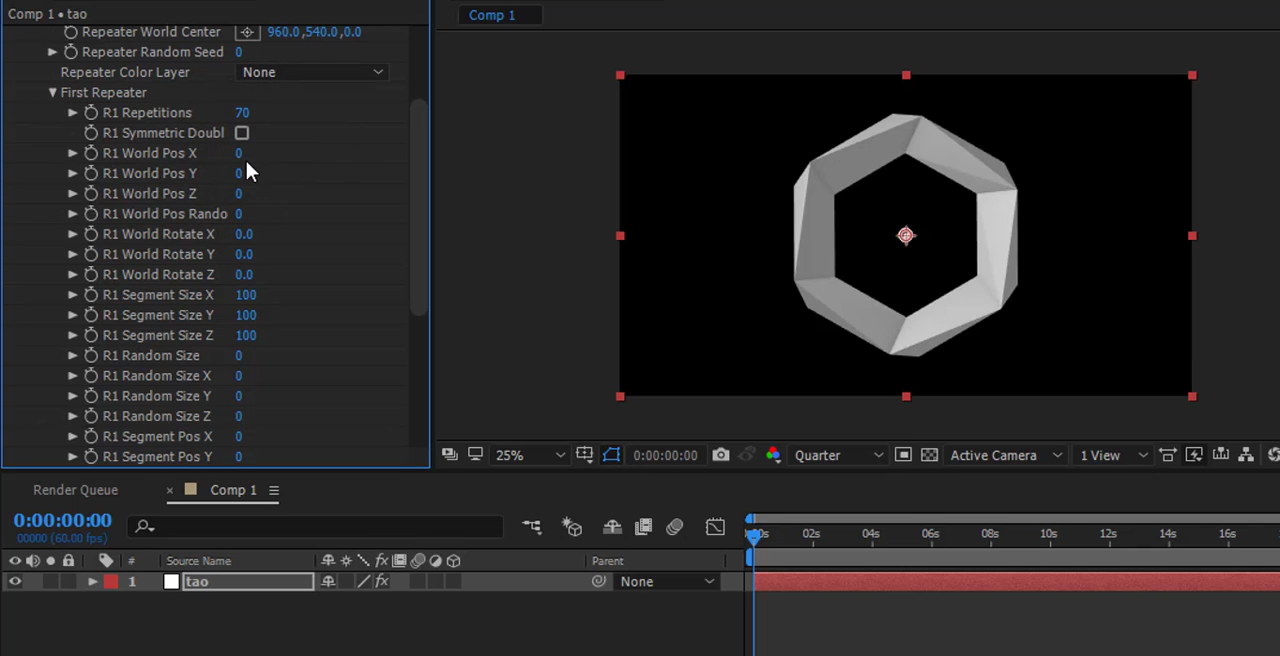 Comp 1 • tao
Repeater World Center 960.0,540.0,0.0
Repeater Random Seed 0
Repeater Color Layer None
First Repeater
R1 Repetitions 70
R1 Symmetric Doubl
R1 World Pos X 0
R1 World Pos Y 0
R1 World Pos Z 0
R1 World Pos Rando 0
R1 World Rotate X 0.0
R1 World Rotate Y 0.0
R1 World Rotate Z 0.0
R1 Segment Size X 100
R1 Segment Size Y 100
R1 Segment Size Z 100
R1 Random Size 0
R1 Random Size X 0
R1 Random Size Y 0
R1 Random Size Z 0
R1 Segment Pos X 0
R1 Segment Pos Y 0
Comp 1
25% 0:00:00:00 Quarter Active Camera 1 View
Render Queue × Comp 1
0:00:00:00
00000 (60.00 fps)
# Source Name fx Parent
1 tao fx None
00s 02s 04s 06s 08s 10s 12s 14s 16s